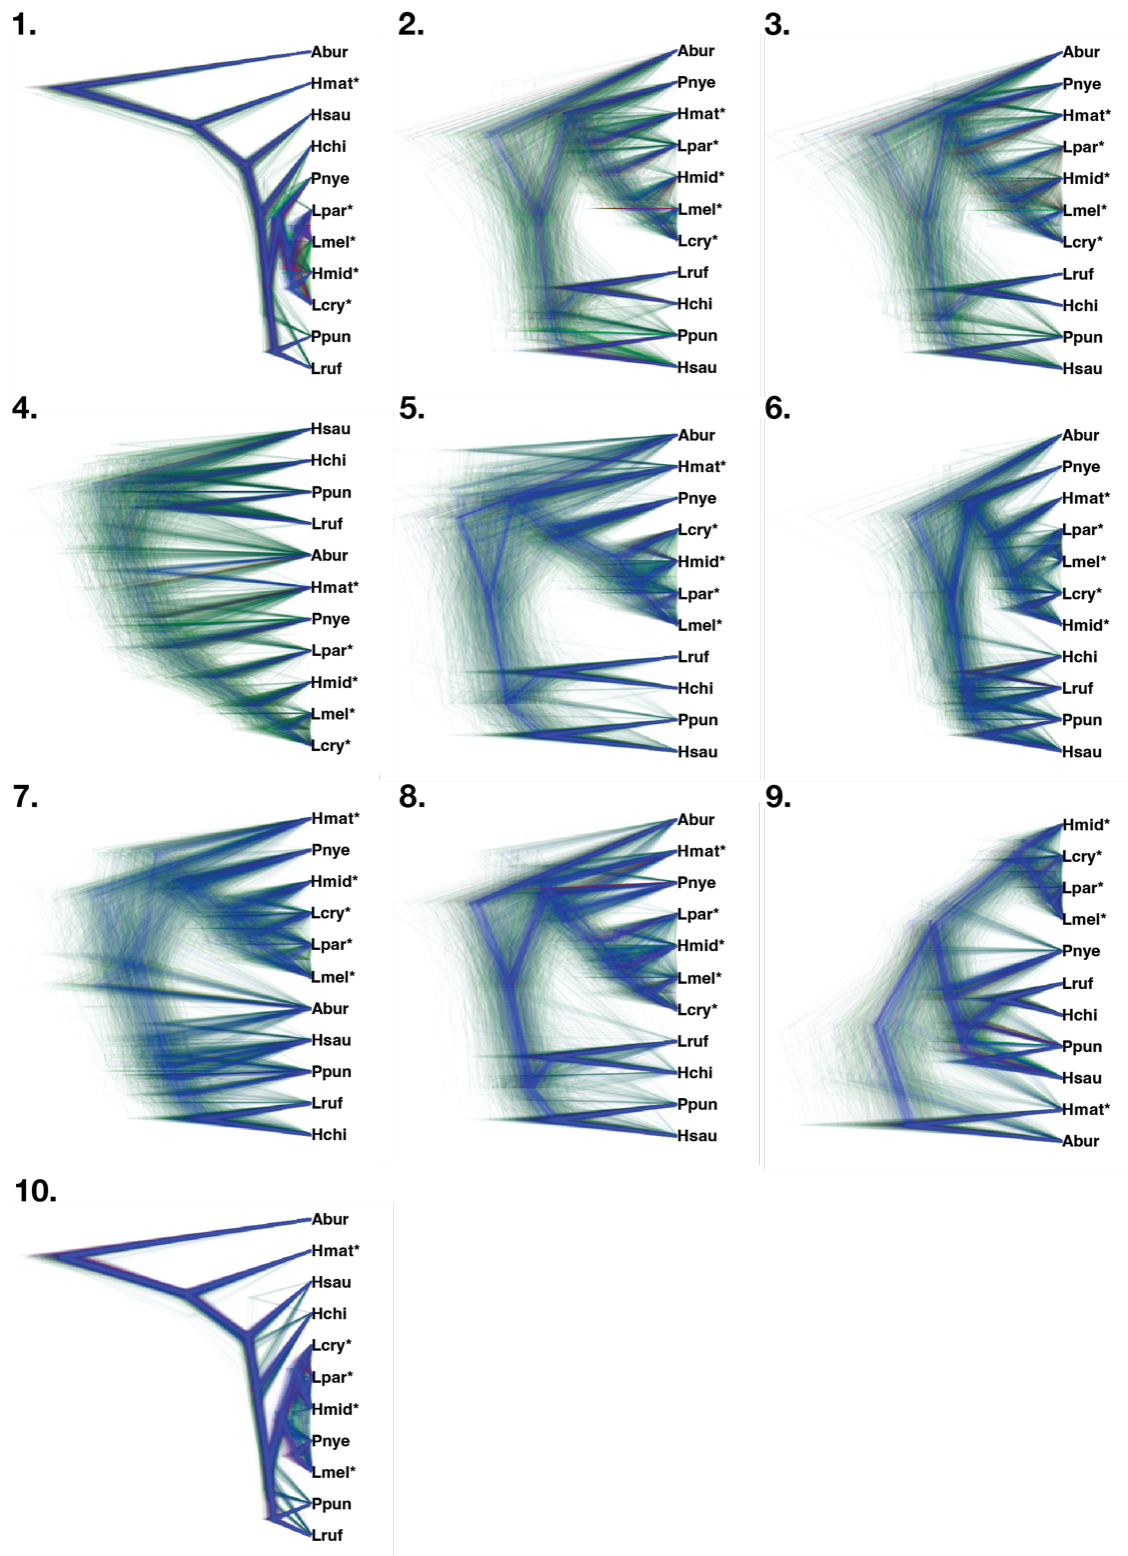 1.
Abur
Hmat*
Hsau
Hchi
Pnye
Lpar*
Lmel*
Hmid*
Lcry*
Ppun
Lruf
2.
Abur
Pnye
Hmat*
Lpar*
Hmid*
Lmel*
Lcry*
Lruf
Hchi
Ppun
Hsau
3.
Abur
Pnye
Hmat*
Lpar*
Hmid*
Lmel*
Lcry*
Lruf
Hchi
Ppun
Hsau
4.
Hsau
Hchi
Ppun
Lruf
Abur
Hmat*
Pnye
Lpar*
Hmid*
Lmel*
Lcry*
5.
Abur
Hmat*
Pnye
Lcry*
Hmid*
Lpar*
Lmel*
Lruf
Hchi
Ppun
Hsau
6.
Abur
Pnye
Hmat*
Lpar*
Lmel*
Lcry*
Hmid*
Hchi
Lruf
Ppun
Hsau
7.
Hmat*
Pnye
Hmid*
Lcry*
Lpar*
Lmel*
Abur
Hsau
Ppun
Lruf
Hchi
8.
Abur
Hmat*
Pnye
Lpar*
Hmid*
Lmel*
Lcry*
Lruf
Hchi
Ppun
Hsau
9.
Hmid*
Lcry*
Lpar*
Lmel*
Pnye
Lruf
Hchi
Ppun
Hsau
Hmat*
Abur
10.
Abur
Hmat*
Hsau
Hchi
Lcry*
Lpar*
Hmid*
Pnye
Lmel*
Ppun
Lruf